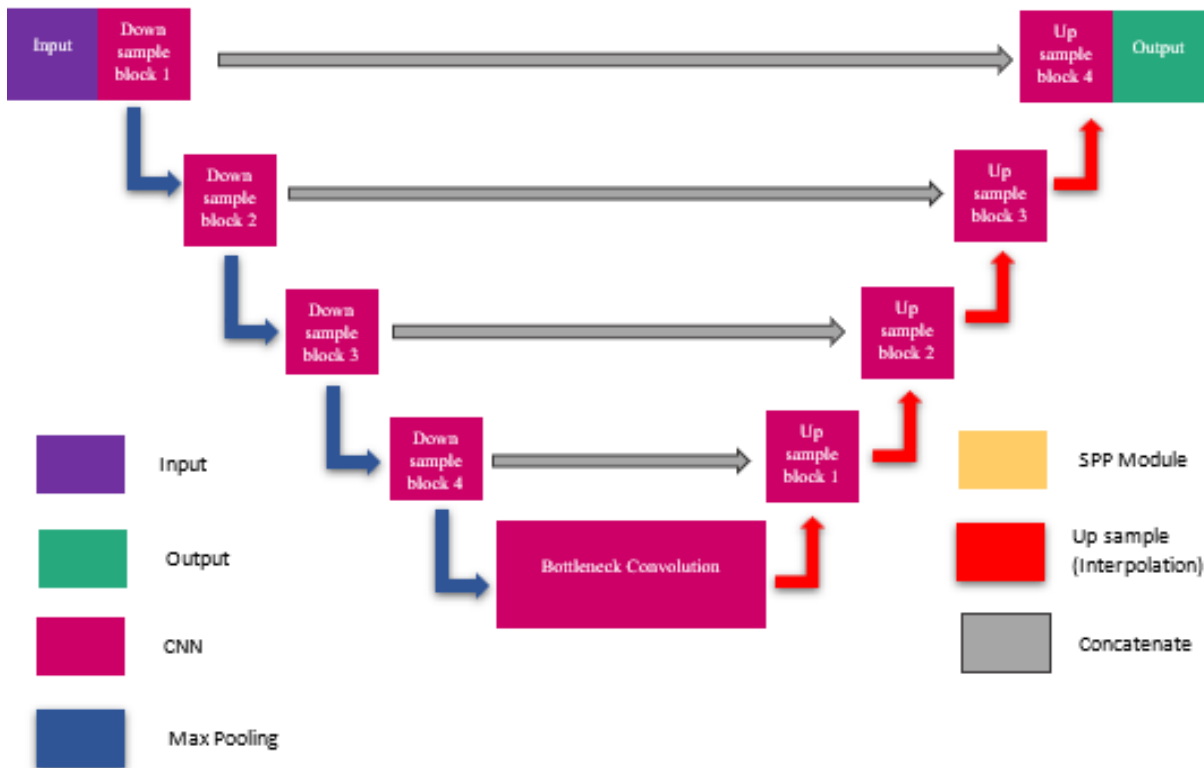 Input
Down
sample
block 1
Up
sample
block 4
Output
Down
sample
block 2
Up
sample
block 3
Down
sample
block 3
Up
sample
block 2
Down
sample
block 4
Up
sample
block 1
Bottleneck Convolution
Input
Output
CNN
Max Pooling
SPP Module
Up sample
(Interpolation)
Concatenate